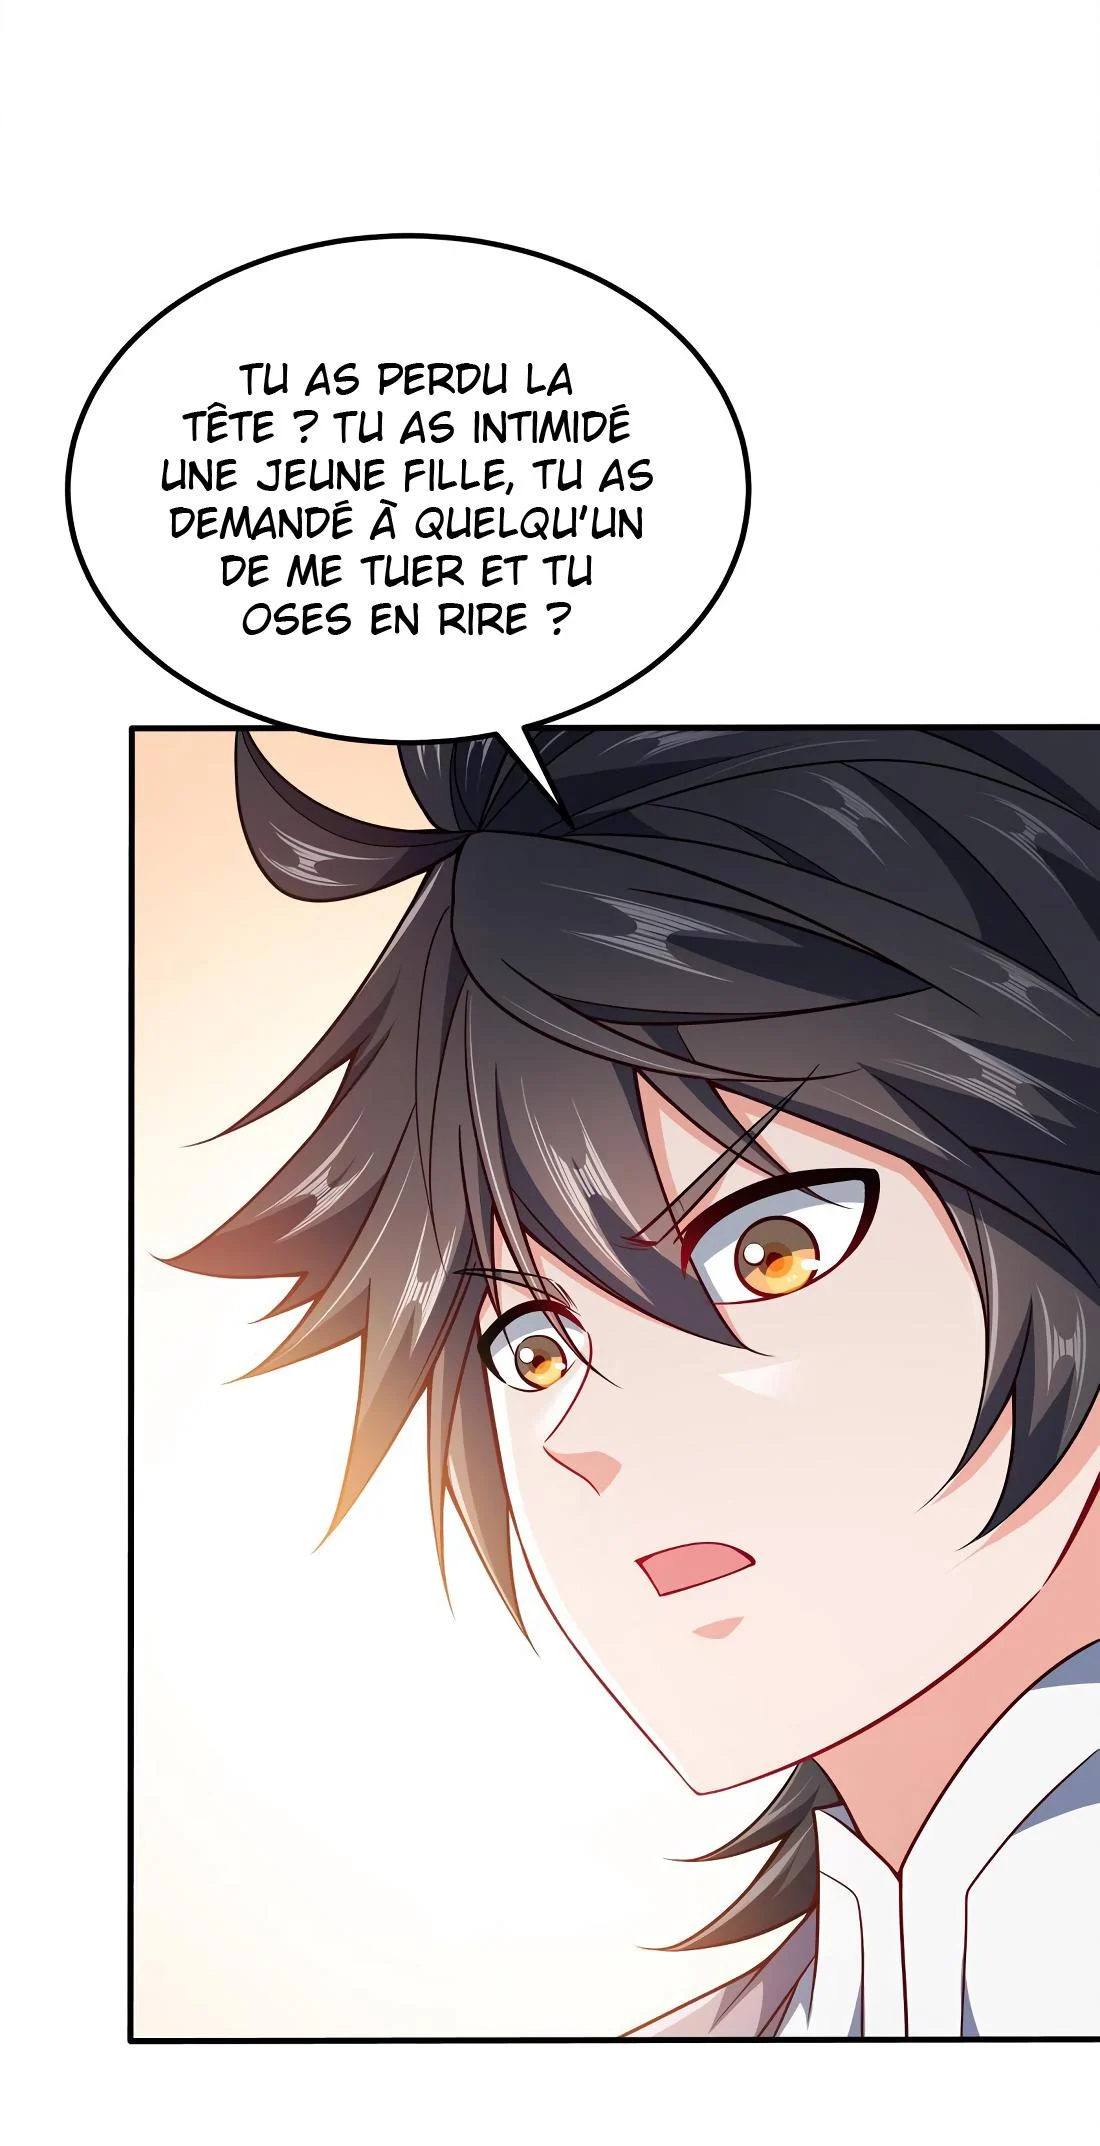 TU AS PERDU LA
TÊTE ? TU AS INTIMIDÉ
UNE JEUNE FILLE, TU AS
DEMANDÉ À QUELQU'UN
DE ME TUER ET TU
OSES EN RIRE ?